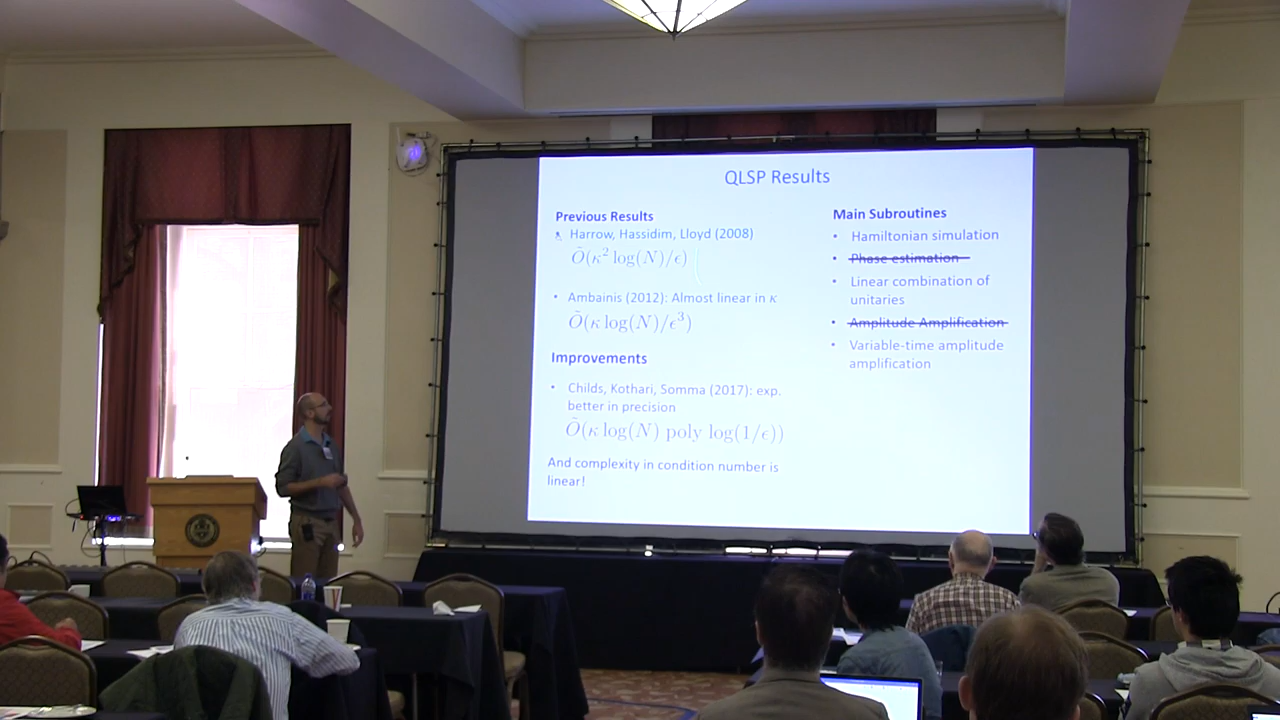 QLSP Results
Previous Results
Harrow, Hassidim, Lloyd (2008)
Õ(κ² log(N)/ϵ)
• Ambainis (2012): Almost linear in κ
Õ(κ log(N)/ϵ³)
Improvements
• Childs, Kothari, Somma (2017): exp.
better in precision
Õ(κ log(N) poly log(1/ϵ))
And complexity in condition number is
linear!
Main Subroutines
• Hamiltonian simulation
• Phase estimation
• Linear combination of
unitaries
• Amplitude Amplification
• Variable-time amplitude
amplification